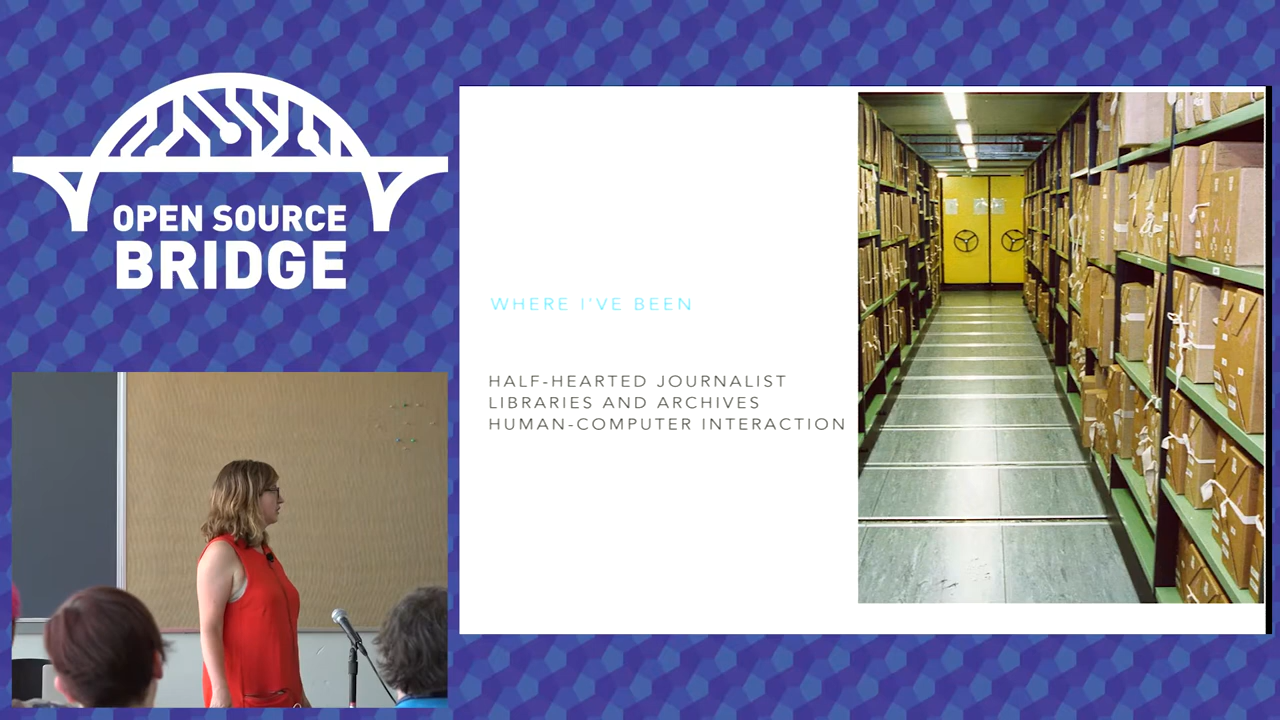 OPEN SOURCE
BRIDGE
WHERE I'VE BEEN
HALF-HEARTED JOURNALIST
LIBRARIES AND ARCHIVES
HUMAN-COMPUTER INTERACTION